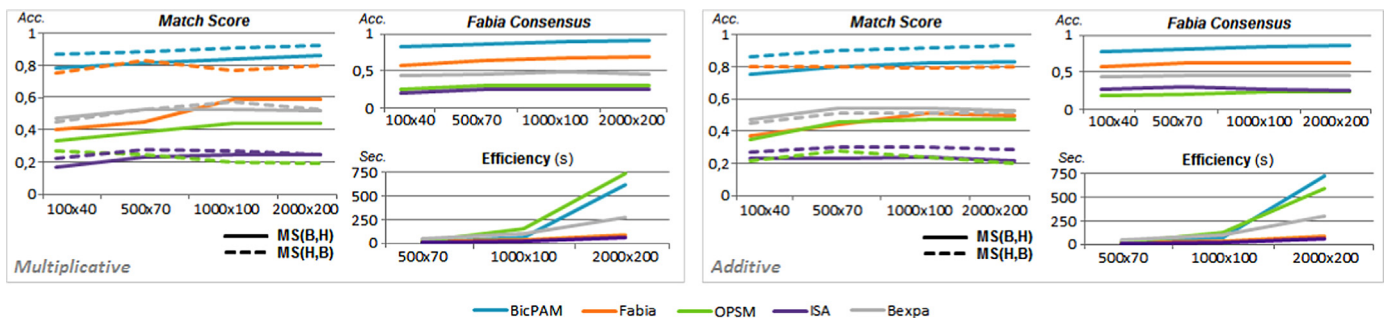 Acc.
Match Score
1
0,8
0,6
0,4
0,2
0
100x40 500x70 1000x100 2000x200
MS(B,H)
MS(H,B)
Multiplicative
Acc.
Fabia Consensus
1
0,5
0
100x40 500x70 1000x100 2000x200
Sec.
Efficiency (s)
750
500
250
0
500x70 1000x100 2000x200
Acc.
Match Score
1
0,8
0,6
0,4
0,2
0
100x40 500x70 1000x100 2000x200
MS(B,H)
MS(H,B)
Additive
Acc.
Fabia Consensus
1
0,5
0
100x40 500x70 1000x100 2000x200
Sec.
Efficiency (s)
750
500
250
0
500x70 1000x100 2000x200
BicPAM Fabia OPSM ISA Bexpa